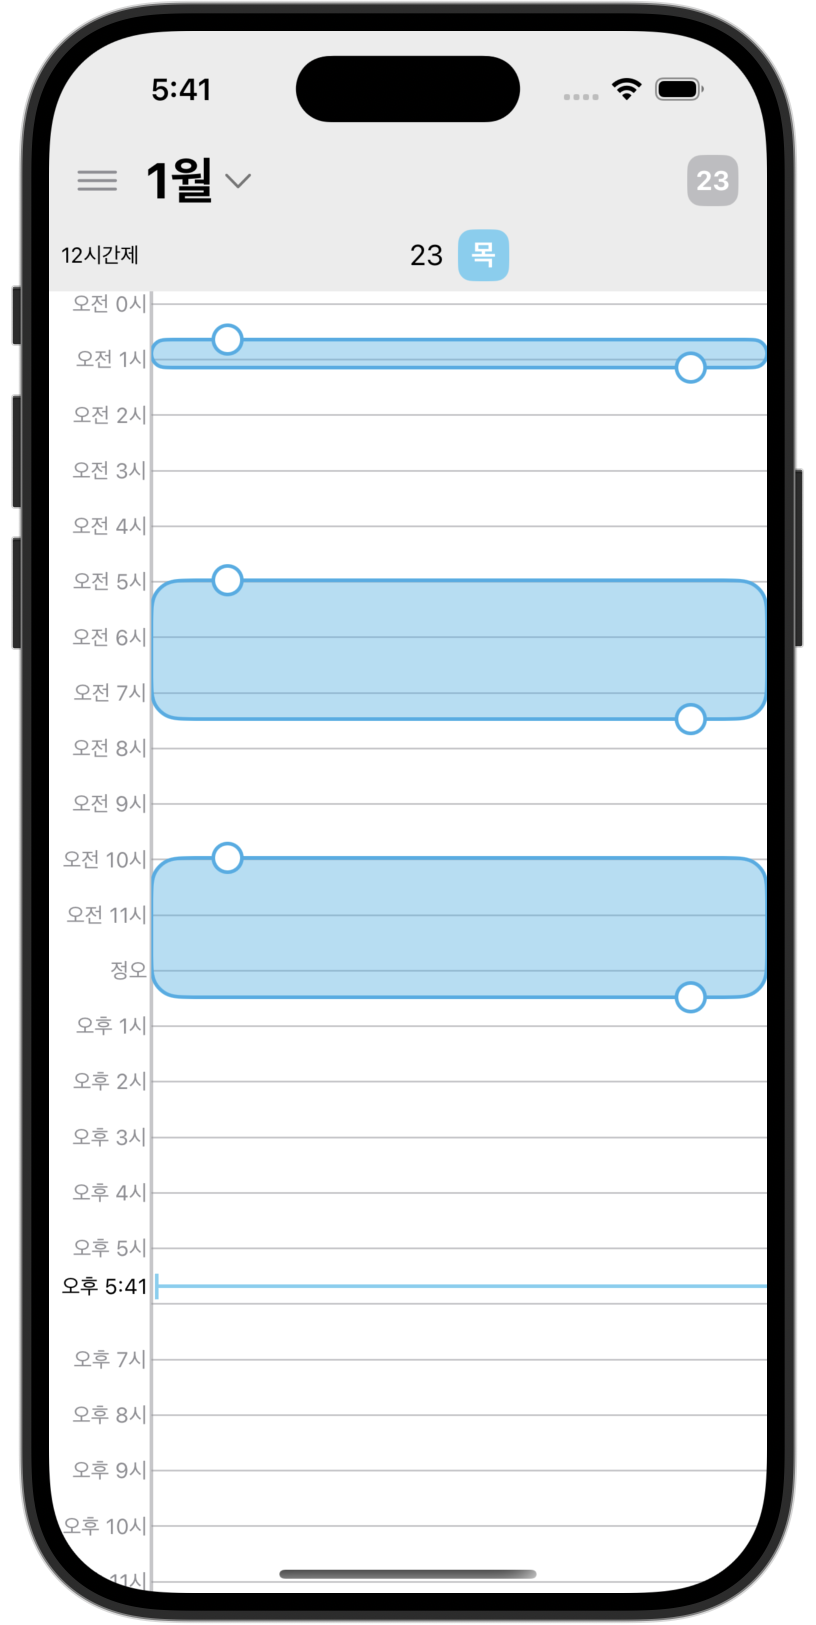 5:41
1월
23
12시간제
23 목
오전 0시
오전 1시
오전 2시
오전 3시
오전 4시
오전 5시
오전 6시
오전 7시
오전 8시
오전 9시
오전 10시
오전 11시
정오
오후 1시
오후 2시
오후 3시
오후 4시
오후 5시
오후 5:41
오후 7시
오후 8시
오후 9시
오후 10시
11시